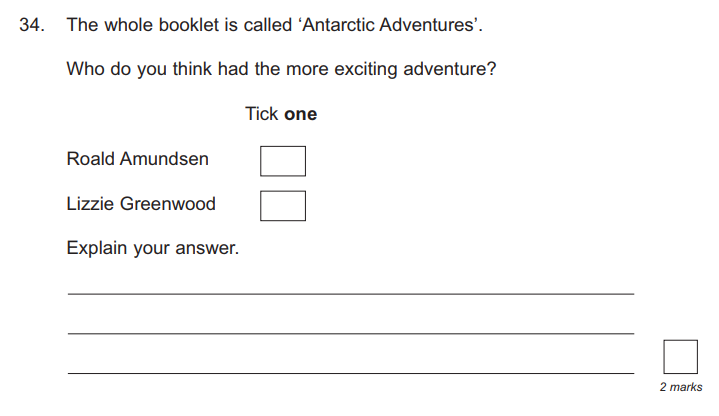 34. The whole booklet is called ‘Antarctic Adventures’.
Who do you think had the more exciting adventure?
Tick one
Roald Amundsen
Lizzie Greenwood
Explain your answer.
2 marks